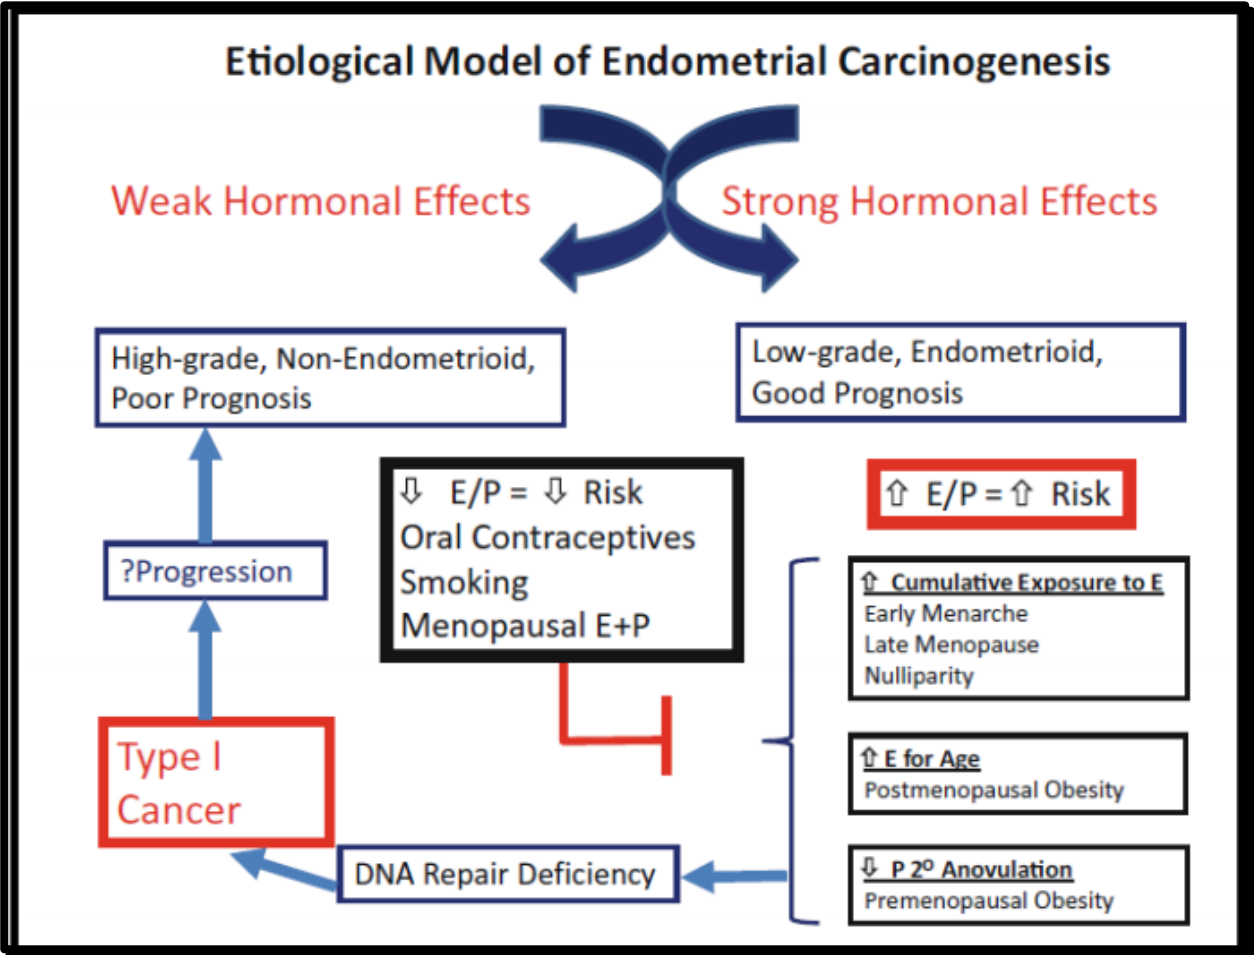 Etiological Model of Endometrial Carcinogenesis
Weak Hormonal Effects
Strong Hormonal Effects
High-grade, Non-Endometrioid,
Poor Prognosis
Low-grade, Endometrioid,
Good Prognosis
⇩ E/P = ⇩ Risk
Oral Contraceptives
Smoking
Menopausal E+P
⇧ E/P = ⇧ Risk
?Progression
⇧ Cumulative Exposure to E
Early Menarche
Late Menopause
Nulliparity
Type I
Cancer
⇧ E for Age
Postmenopausal Obesity
DNA Repair Deficiency
⇩ P 2º Anovulation
Premenopausal Obesity